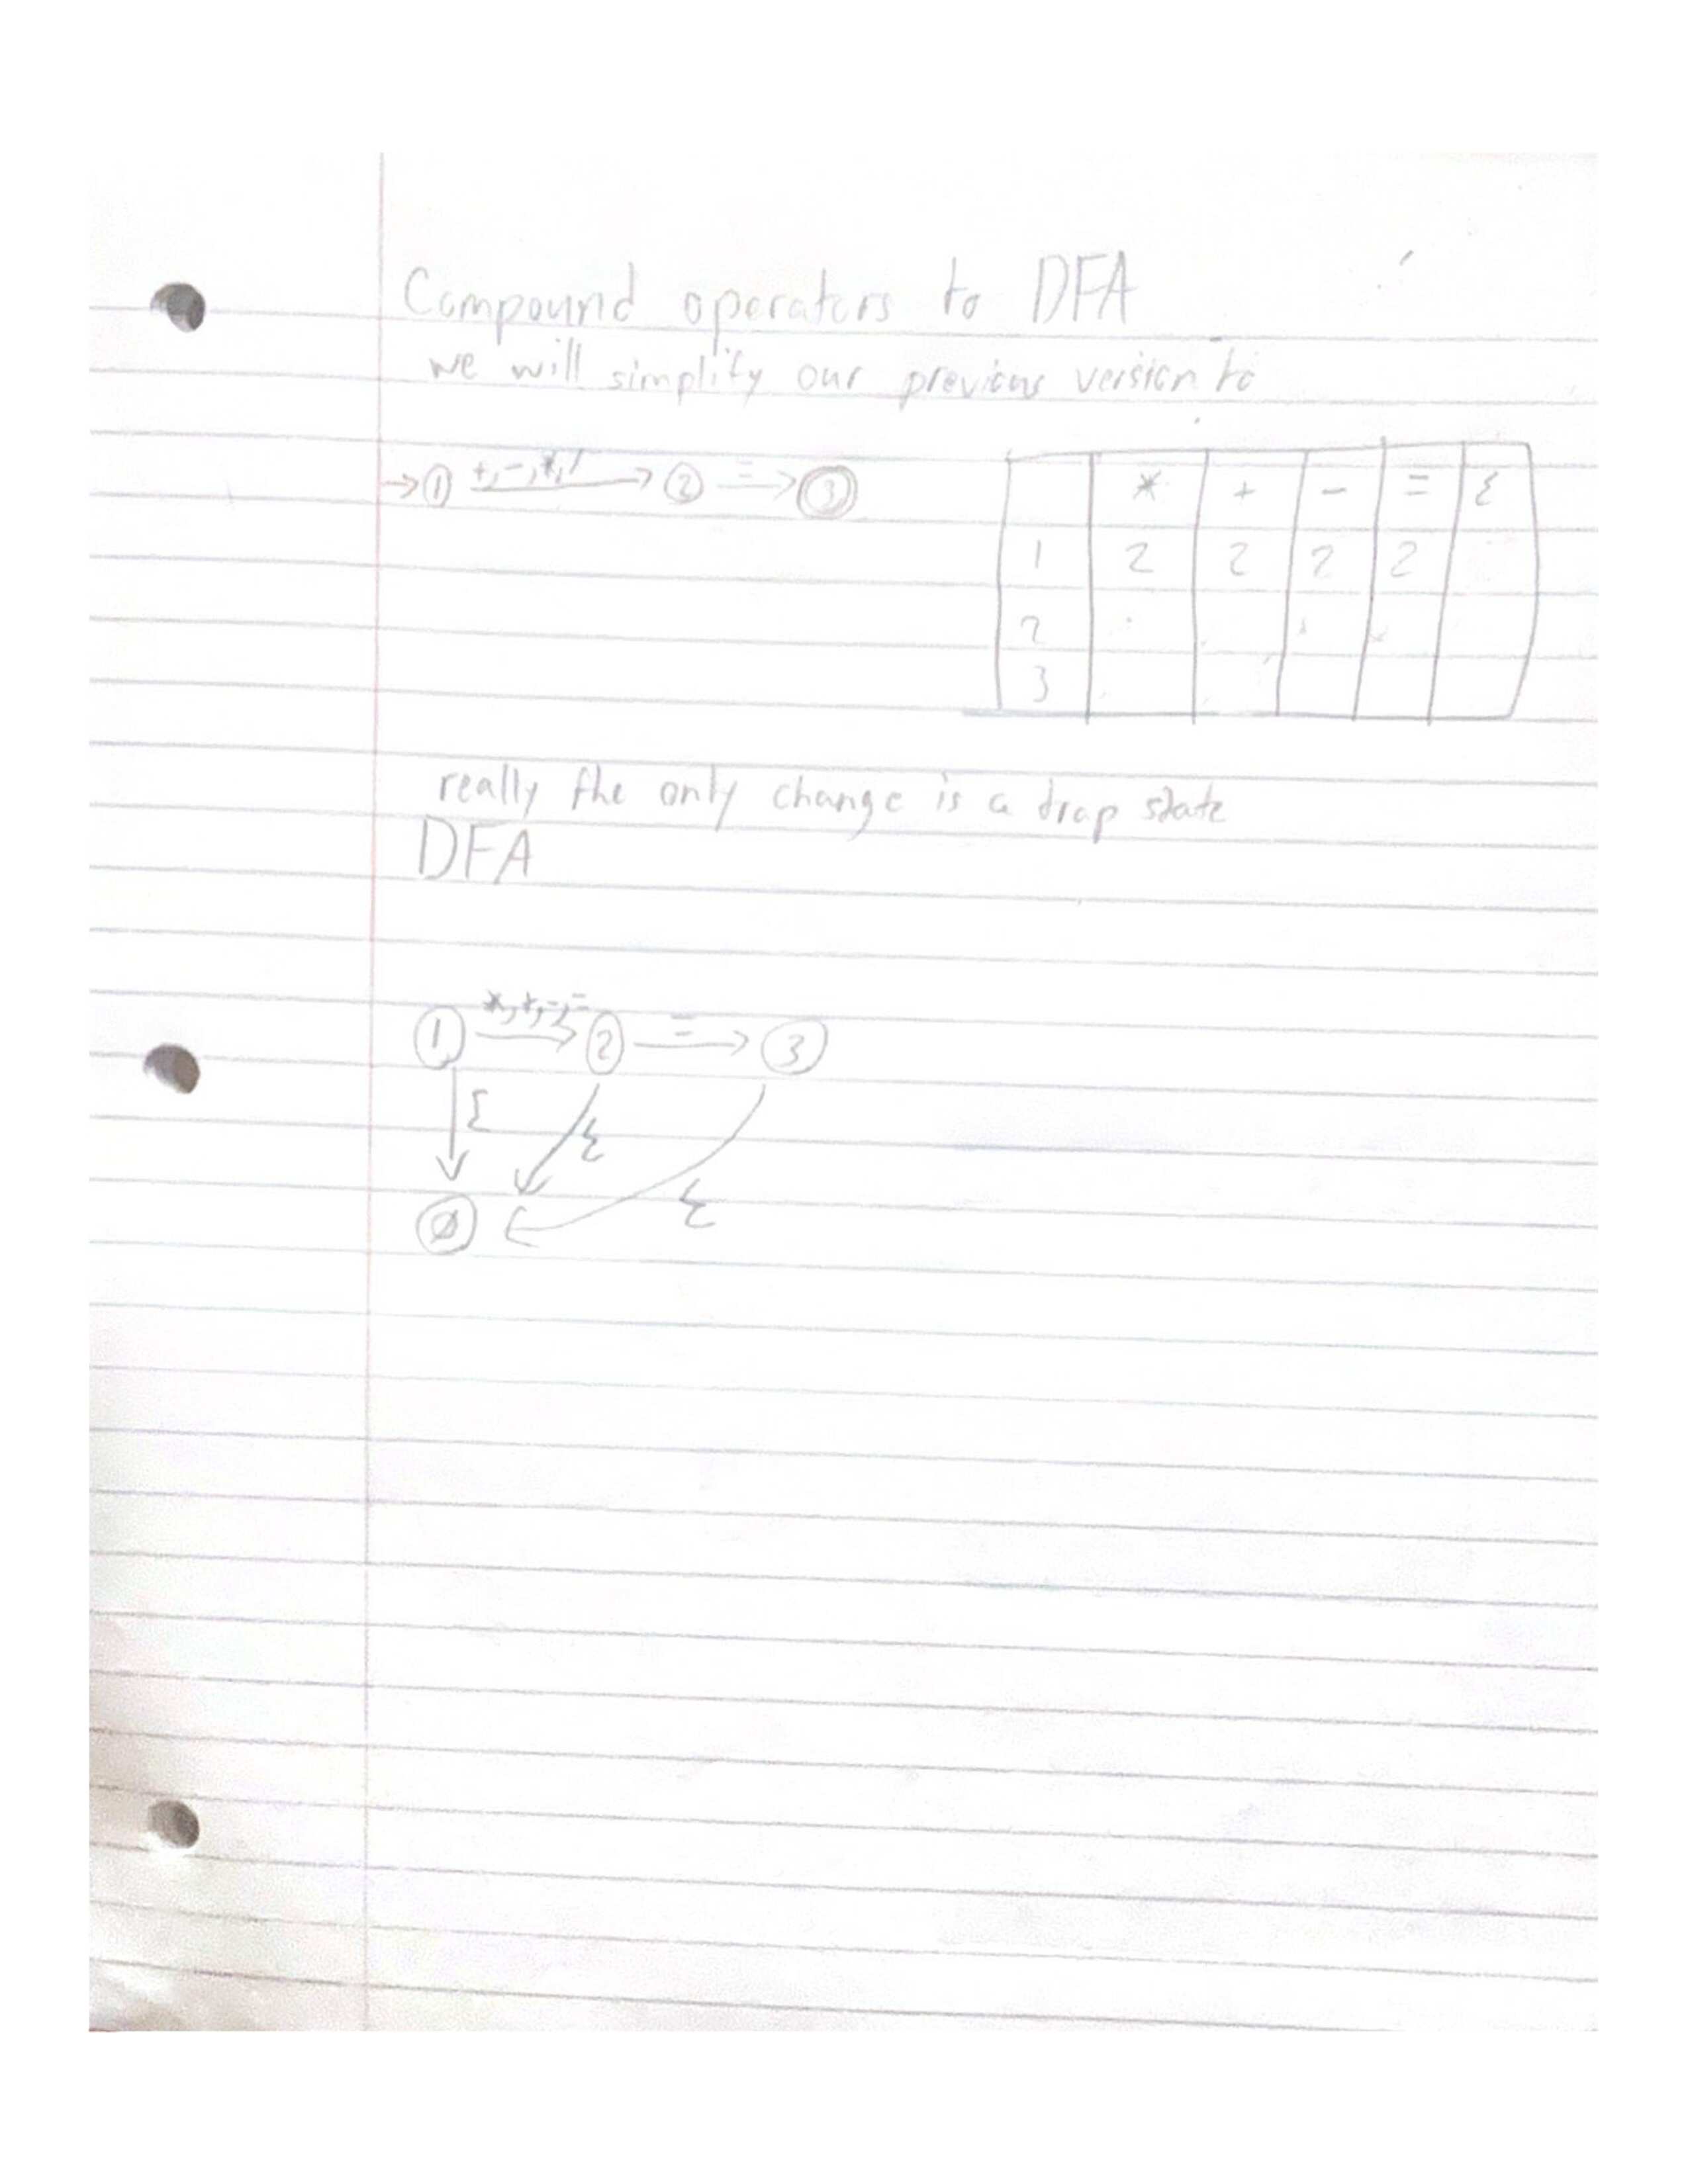 Compound operators to DFA
we will simplify our previous version to
→ 1 +,-,*,/ → 2 = → 3
* + - = ε
1 2 2 2 2
2
3
really the only change is a trap state
DFA
1 *,+,-,= → 2 = → 3
Σ Σ Σ
Ø